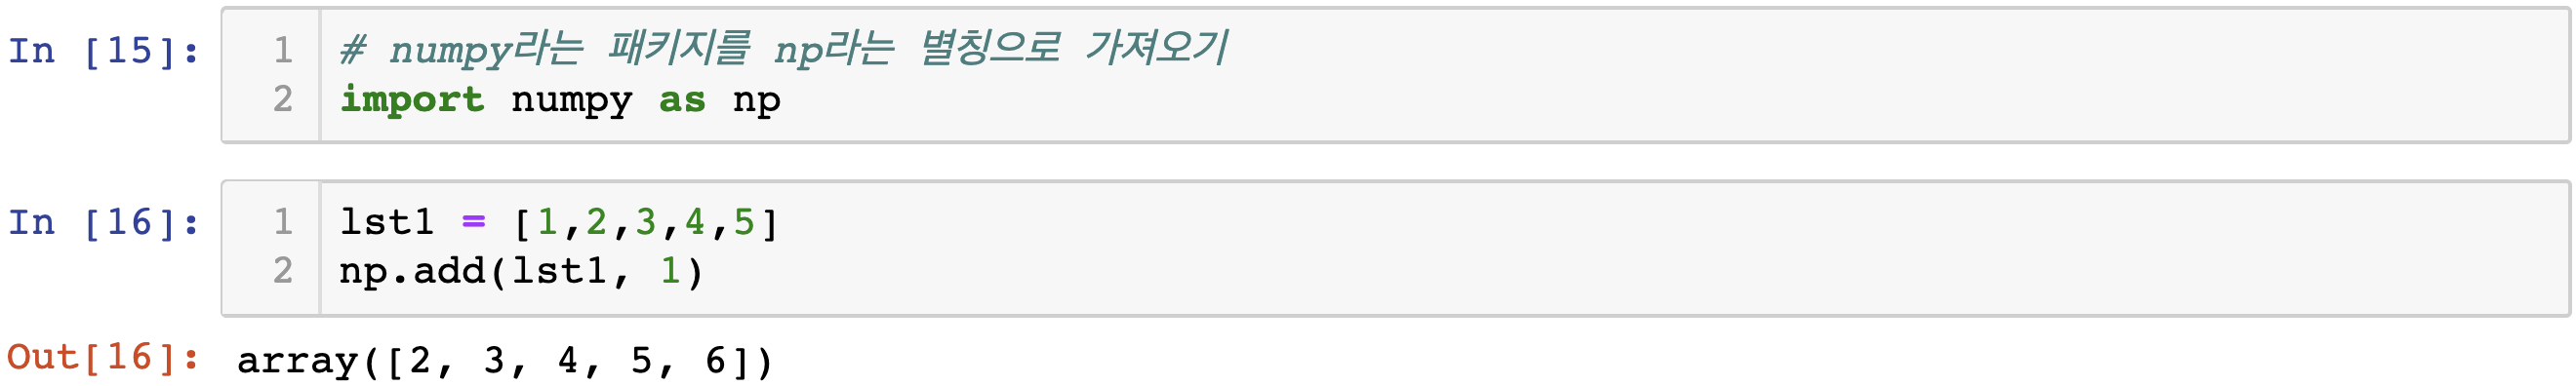 In [15]:
1 # numpy라는 패키지를 np라는 별칭으로 가져오기
2 import numpy as np
In [16]:
1 lst1 = [1,2,3,4,5]
2 np.add(lst1, 1)
Out[16]: array([2, 3, 4, 5, 6])